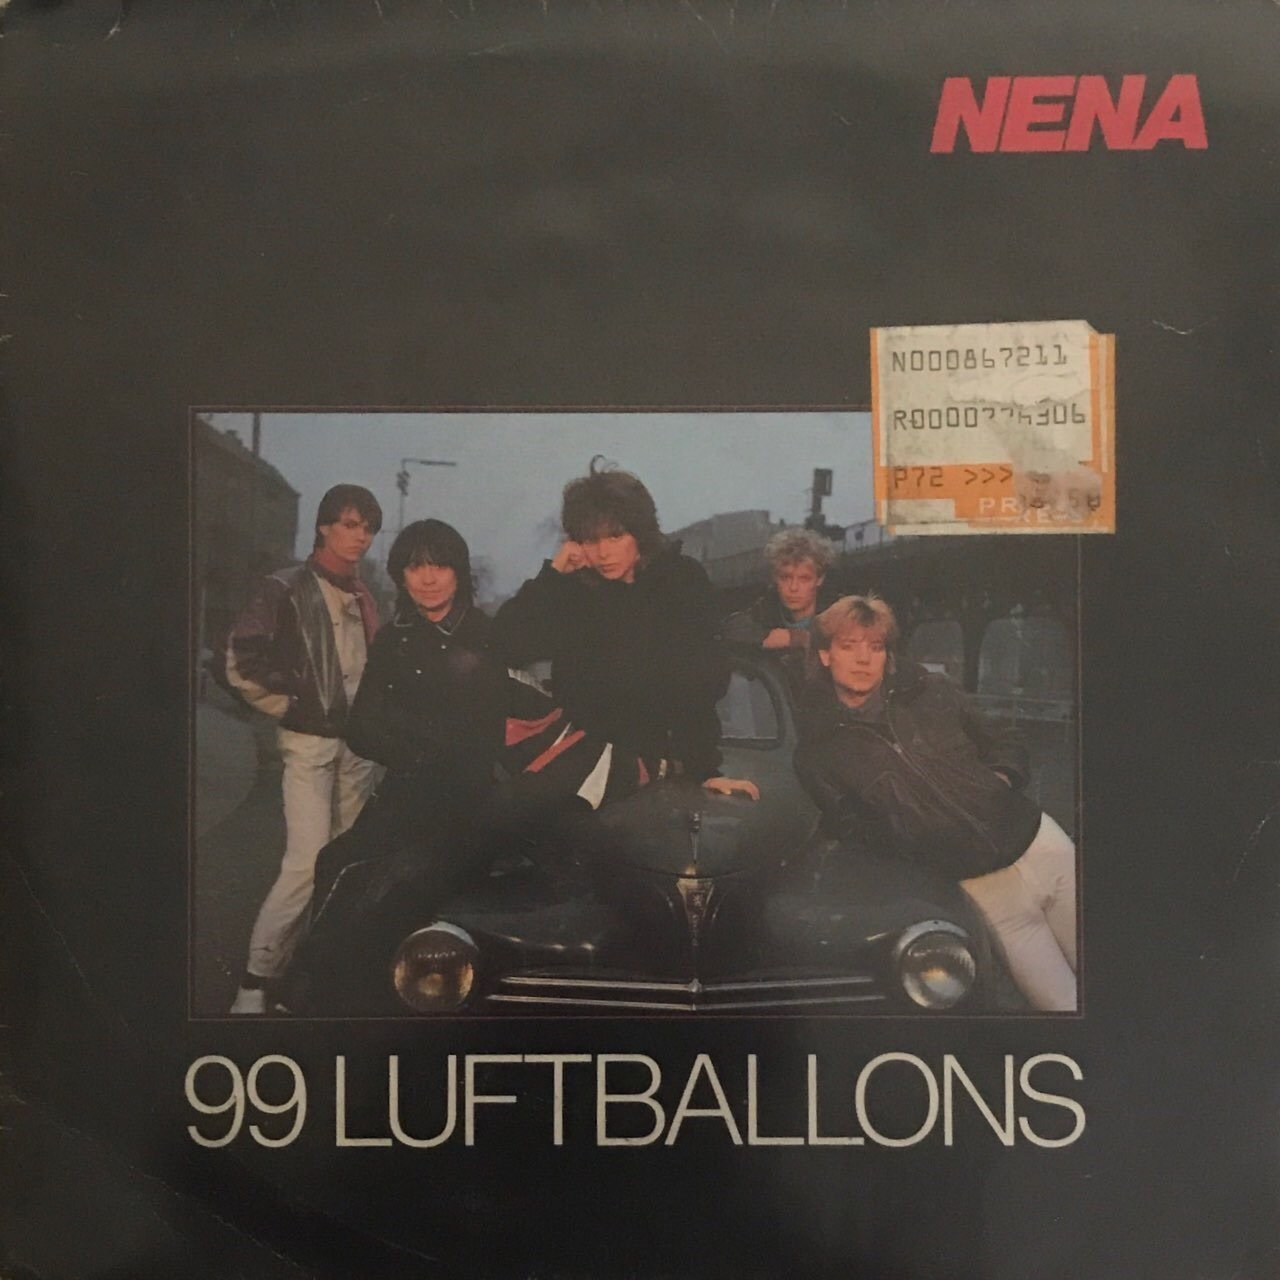 NENA
N000867211
P72 >>>
99 LUFTBALLONS